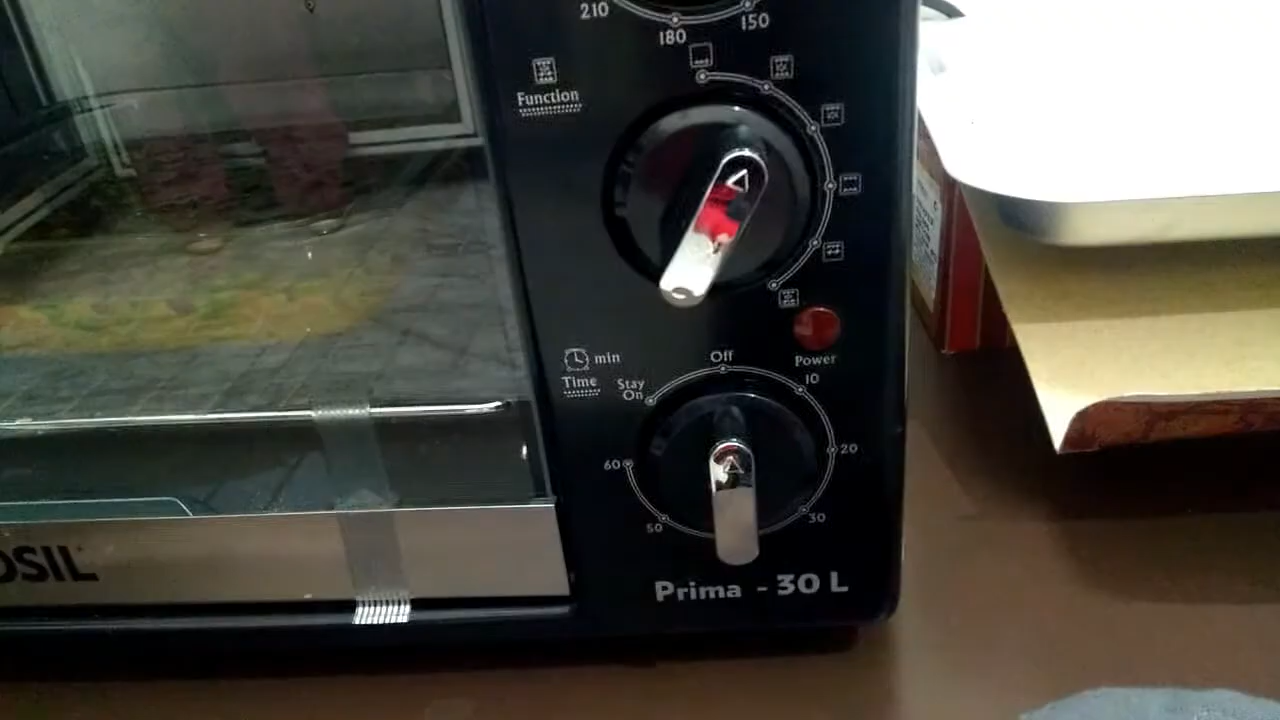 210
180
150
Function
min
Time
Stay
On
Off
Power
10
20
30
50
60
OSIL
Prima - 30 L